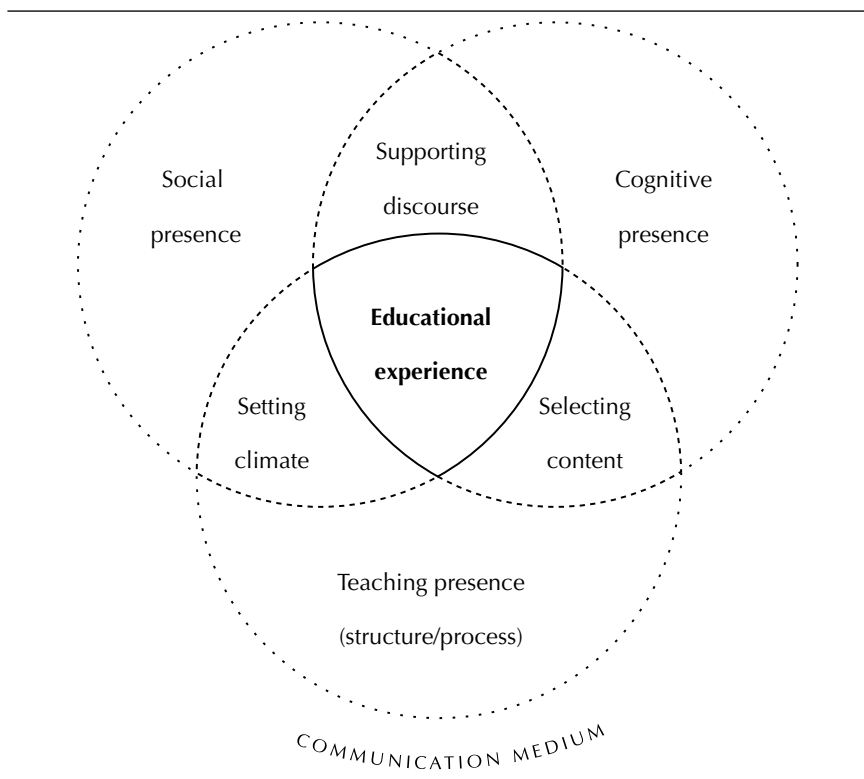 Supporting
discourse
Social
presence
Cognitive
presence
Educational
experience
Setting
climate
Selecting
content
Teaching presence
(structure/process)
COMMUNICATION MEDIUM